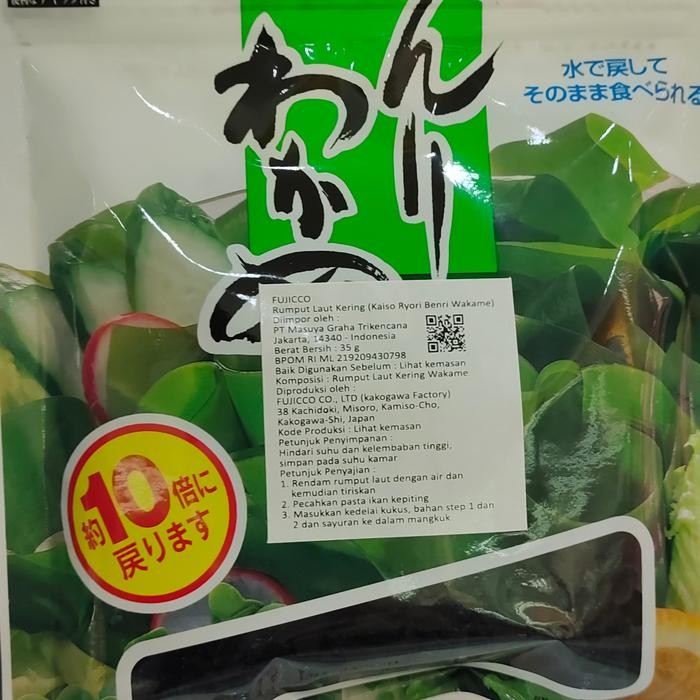 んり
わかめ
水で戻して
そのまま食べられる
FUJICCO
Rumput Laut Kering (Kaiso Ryori Benri Wakame)
Diimpor oleh :
PT Masuya Graha Trikencana
Jakarta, 14340 - Indonesia
Berat Bersih : 35 g
BPOM RI ML 219209430798
Baik Digunakan Sebelum : Lihat kemasan
Komposisi : Rumput Laut Kering Wakame
Diproduksi oleh :
FUJICCO CO., LTD (kakogawa Factory)
38 Kachidoki, Misoro, Kamiso-Cho,
Kakogawa-Shi, Japan
Kode Produksi : Lihat kemasan
Petunjuk Penyimpanan :
Hindari suhu dan kelembaban tinggi,
simpan pada suhu kamar
Petunjuk Penyajian :
1. Rendam rumput laut dengan air dan
kemudian tiriskan
2. Pecahkan pasta ikan kepiting
3. Masukkan kedelai kukus, bahan step 1 dan
2 dan sayuran ke dalam mangkuk
約10倍に
戻ります